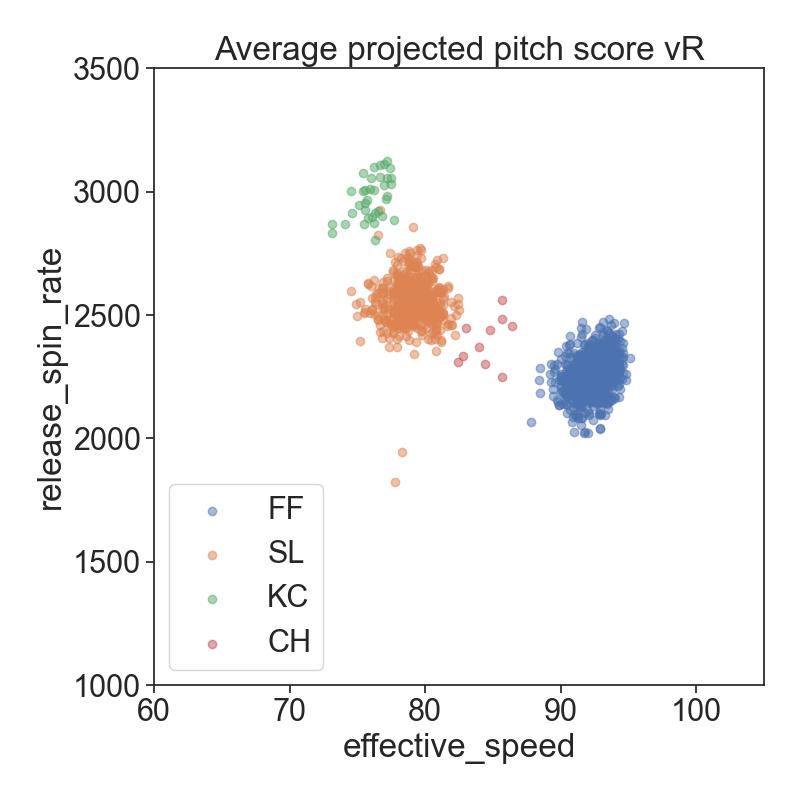 Average projected pitch score vR
3500
3000
2500
2000
1500
1000
release_spin_rate
FF
SL
KC
CH
60 70 80 90 100
effective_speed